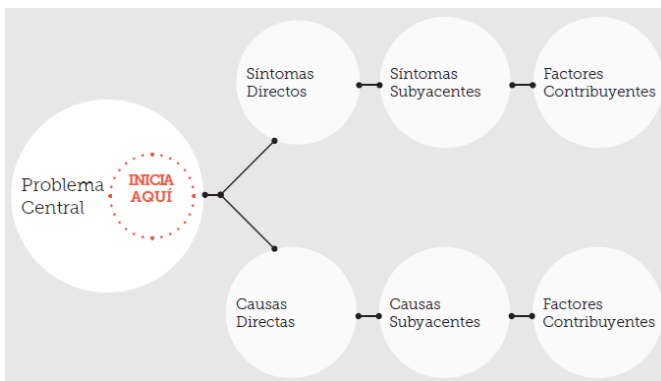 Problema
Central
INICIA
AQUÍ
Síntomas
Directos
Síntomas
Subyacentes
Factores
Contribuyentes
Causas
Directas
Causas
Subyacentes
Factores
Contribuyentes